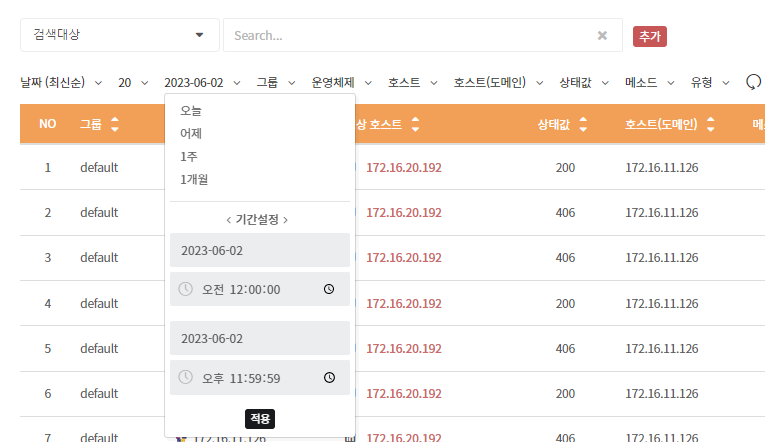 검색대상 Search... 추가
날짜 (최신순) 20 2023-06-02 그룹 운영체제 호스트 호스트(도메인) 상태값 메소드 유형
오늘
어제
1주
1개월
< 기간설정 >
2023-06-02
오전 12:00:00
2023-06-02
오후 11:59:59
적용
NO 그룹 상 호스트 상태값 호스트(도메인)
1 default 172.16.20.192 200 172.16.11.126
2 default 172.16.20.192 406 172.16.11.126
3 default 172.16.20.192 406 172.16.11.126
4 default 172.16.20.192 200 172.16.11.126
5 default 172.16.20.192 406 172.16.11.126
6 default 172.16.20.192 200 172.16.11.126
7 default 172.16.11.126 172.16.20.192 406 172.16.11.126